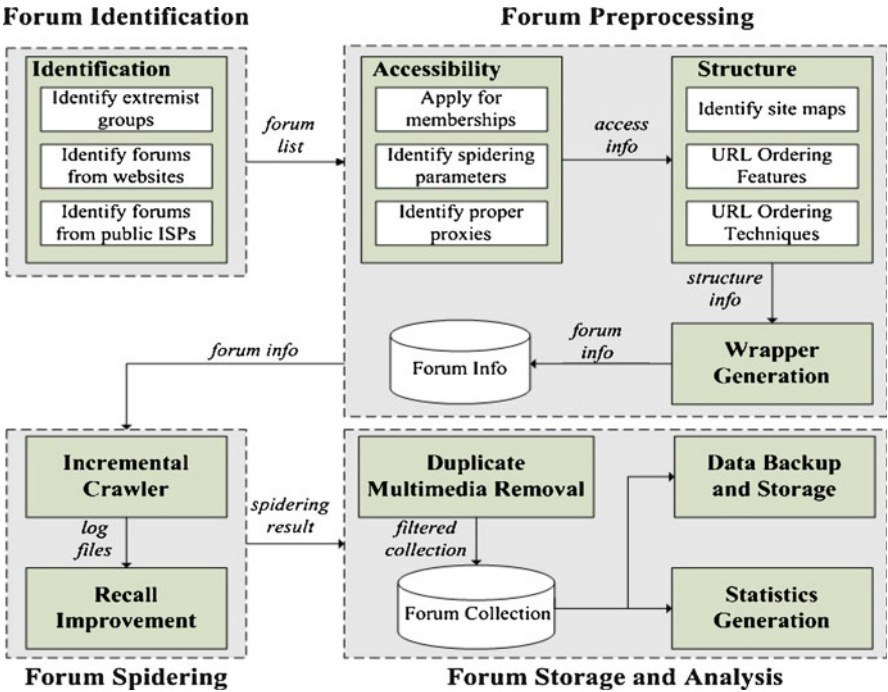 Forum Identification
Forum Preprocessing
Identification
Identify extremist
groups
Identify forums
from websites
Identify forums
from public ISPs
forum
list
Accessibility
Apply for
memberships
Identify spidering
parameters
Identify proper
proxies
access
info
Structure
Identify site maps
URL Ordering
Features
URL Ordering
Techniques
structure
info
Wrapper
Generation
forum
info
Forum Info
forum info
Incremental
Crawler
log
files
Recall
Improvement
spidering
result
Duplicate
Multimedia Removal
filtered
collection
Forum Collection
Data Backup
and Storage
Statistics
Generation
Forum Spidering
Forum Storage and Analysis